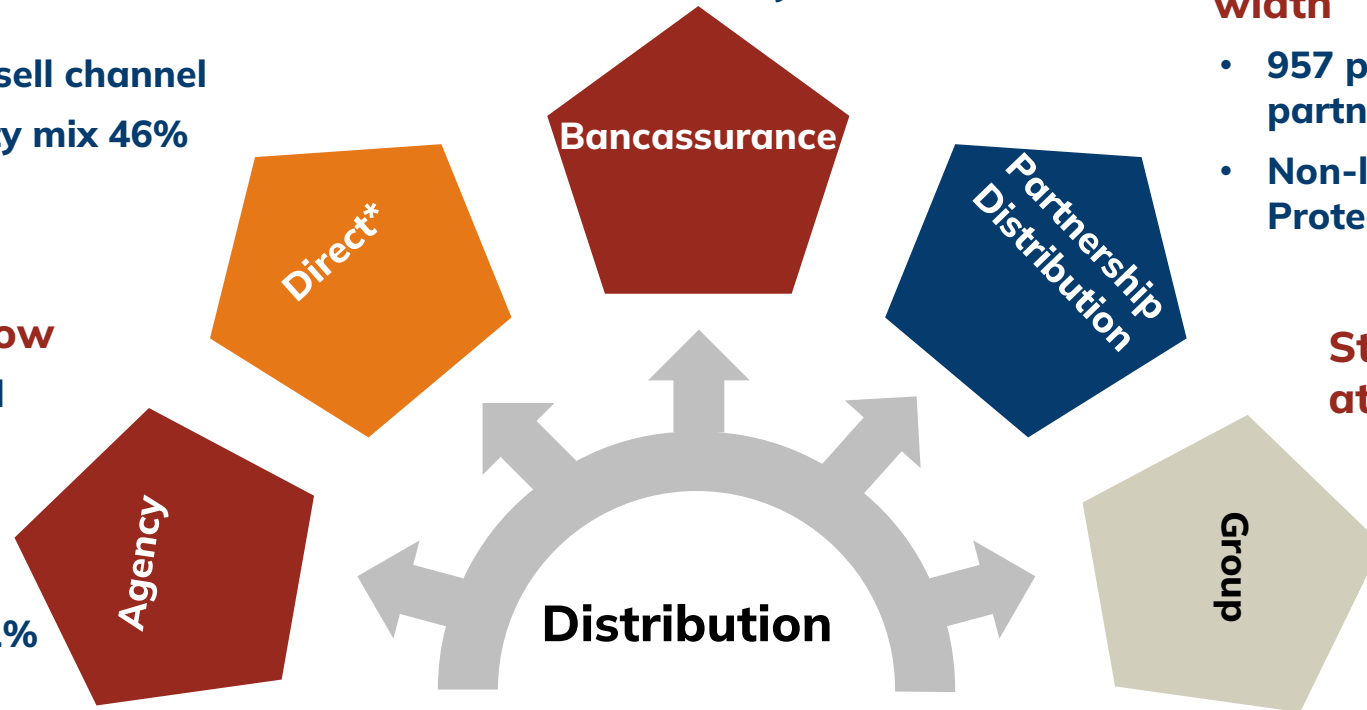 width
sell channel
ty mix 46%
• 957 p
partn
• Non-l
Prote
Bancassurance
Direct*
Partnership
Distribution
ow
St
at
Agency
Group
Distribution
%